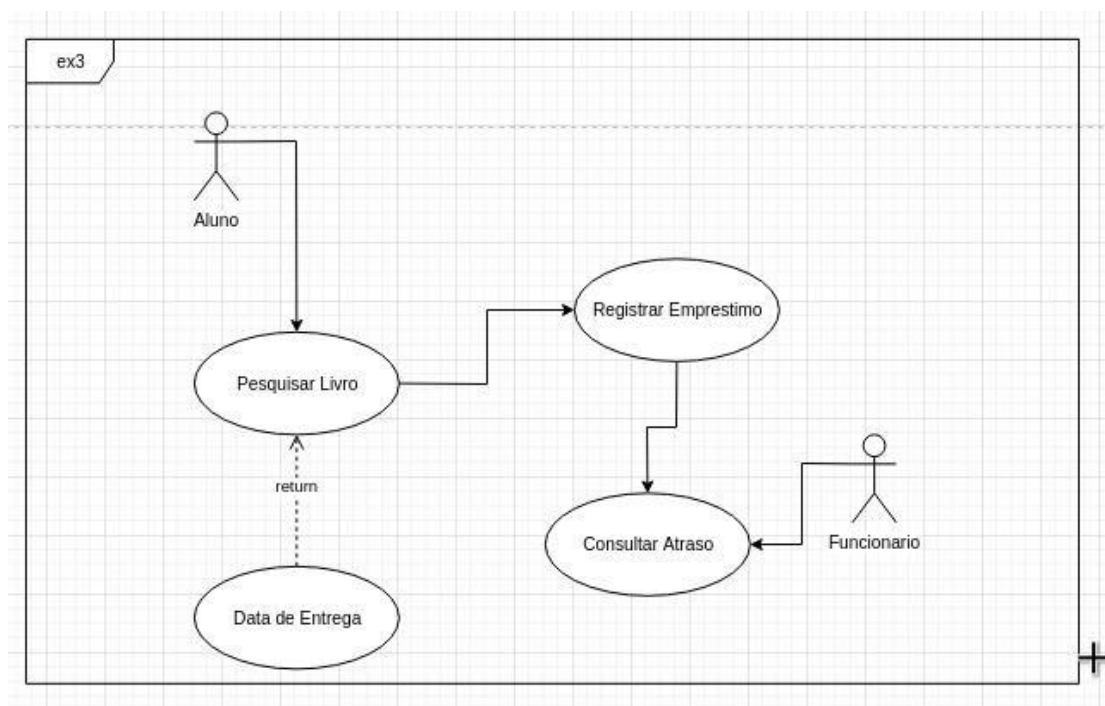 ex3
Aluno
Registrar Emprestimo
Pesquisar Livro
return
Consultar Atraso
Funcionario
Data de Entrega